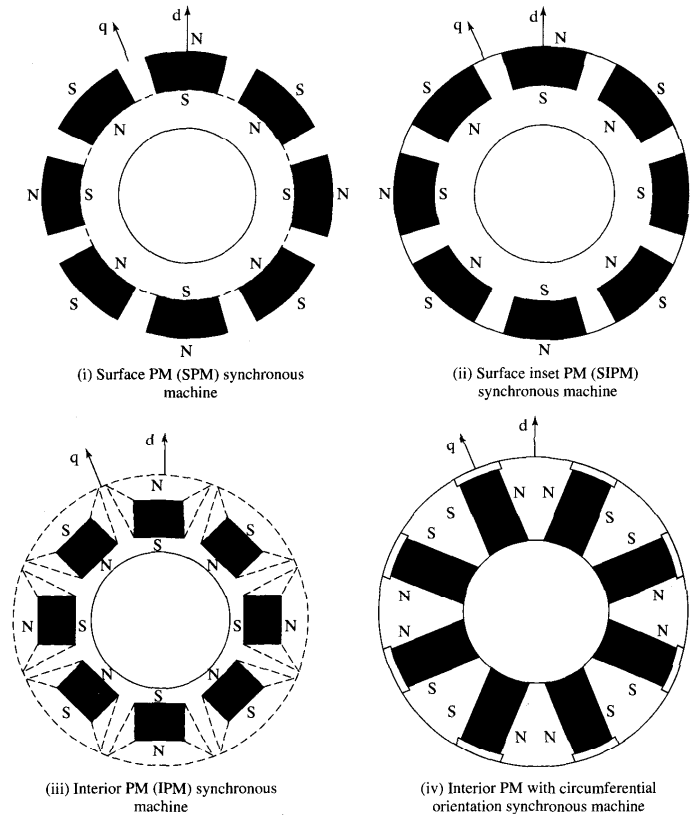 q d N
S S
S
N N
N S S N
N N
S
S S
N
(i) Surface PM (SPM) synchronous
machine
q d N
S S
S
N N
N S S
N N
S
S S
N
(ii) Surface inset PM (SIPM)
synchronous machine
q d
N
S S
S
N N
N S S N
N N
S
S S
N
(iii) Interior PM (IPM) synchronous
machine
q d
N N
S S
S S
N N
N N
S S
S S
N N
(iv) Interior PM with circumferential
orientation synchronous machine